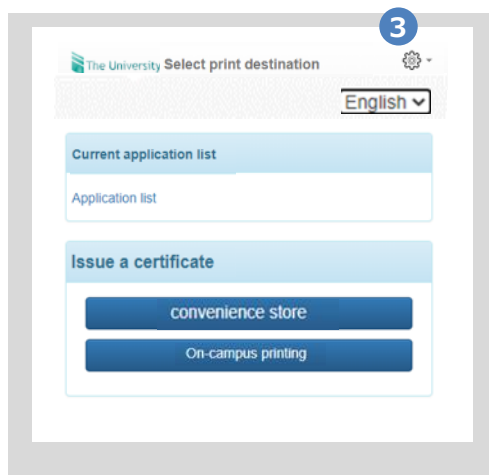 3
The University Select print destination
English
Current application list
Application list
Issue a certificate
convenience store
On-campus printing